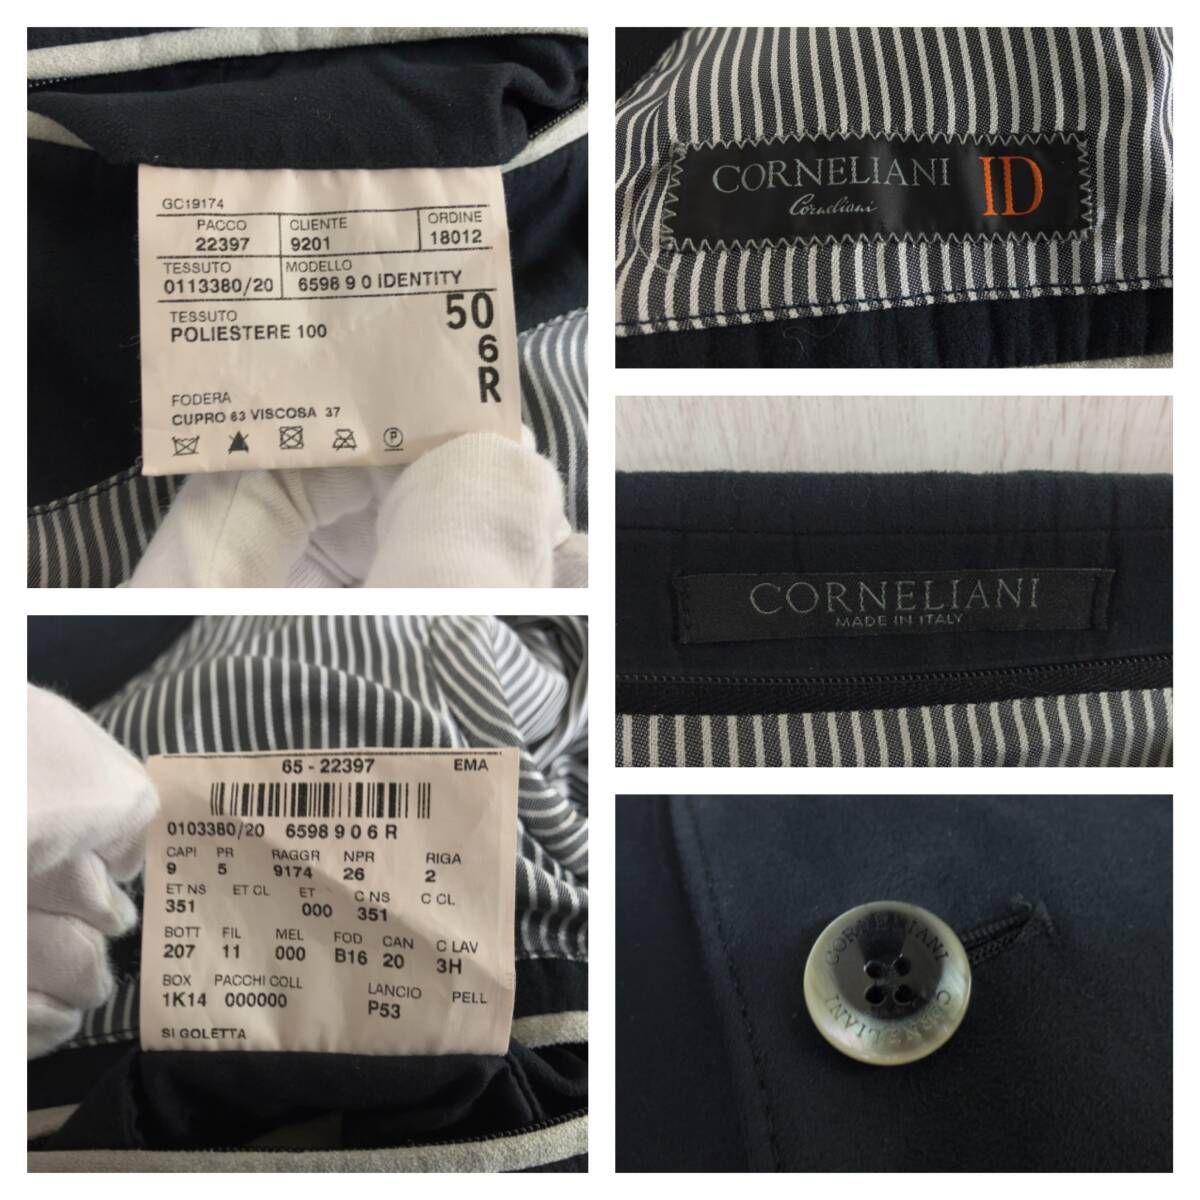 GC19174
PACCO CLIENTE ORDINE
22397 9201 18012
TESSUTO MODELLO
0113380/20 6598 9 0 IDENTITY
TESSUTO 50
POLIESTERE 100 6
R
FODERA
CUPRO 63 VISCOSA 37
P
CORNELIANI ID
Corneliani
CORNELIANI
MADE IN ITALY
65 - 22397 EMA
0103380/20 6598 9 0 6 R
CAPI PR RAGGR NPR RIGA
9 5 9174 26 2
ET NS ET CL ET C NS C CL
351 000 351
BOTT FIL MEL FOD CAN C LAV
207 11 000 B16 20 3H
BOX PACCHI COLL LANCIO PELL
1K14 000000 P53
SI GOLETTA
CORNELIANI
CORNELIANI